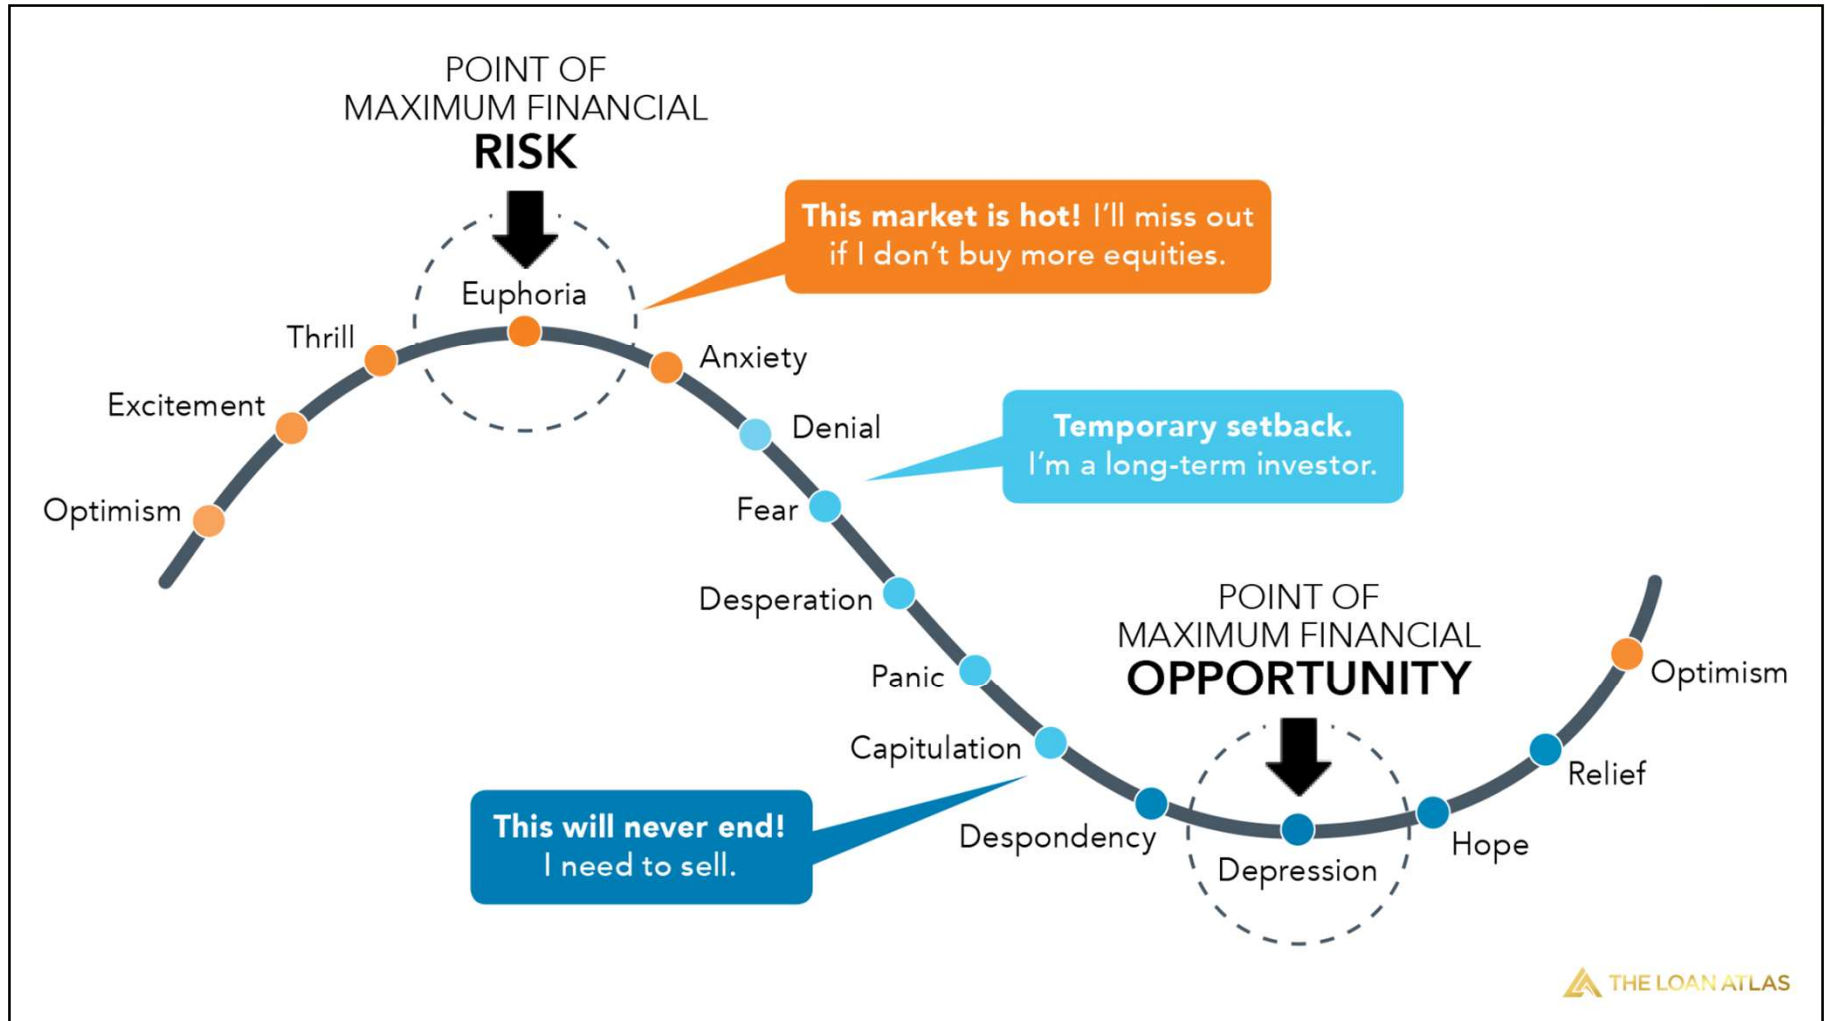 POINT OF
MAXIMUM FINANCIAL
RISK
This market is hot! I'll miss out
if I don't buy more equities.
Euphoria
Thrill
Anxiety
Excitement
Denial
Temporary setback.
I'm a long-term investor.
Optimism
Fear
Desperation
POINT OF
MAXIMUM FINANCIAL
OPPORTUNITY
Panic
Optimism
Capitulation
Relief
This will never end!
I need to sell.
Despondency
Hope
Depression
THE LOAN ATLAS